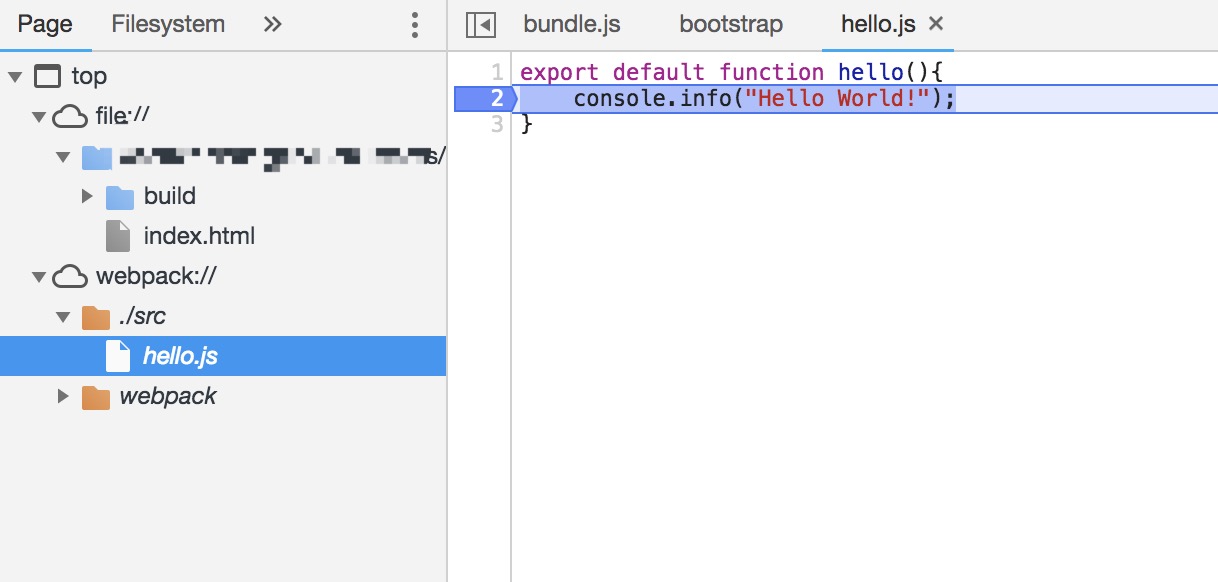 Page Filesystem »
bundle.js bootstrap hello.js ×
top
file://
s/
build
index.html
webpack://
./src
hello.js
webpack
1 export default function hello(){
2 console.info("Hello World!");
3 }